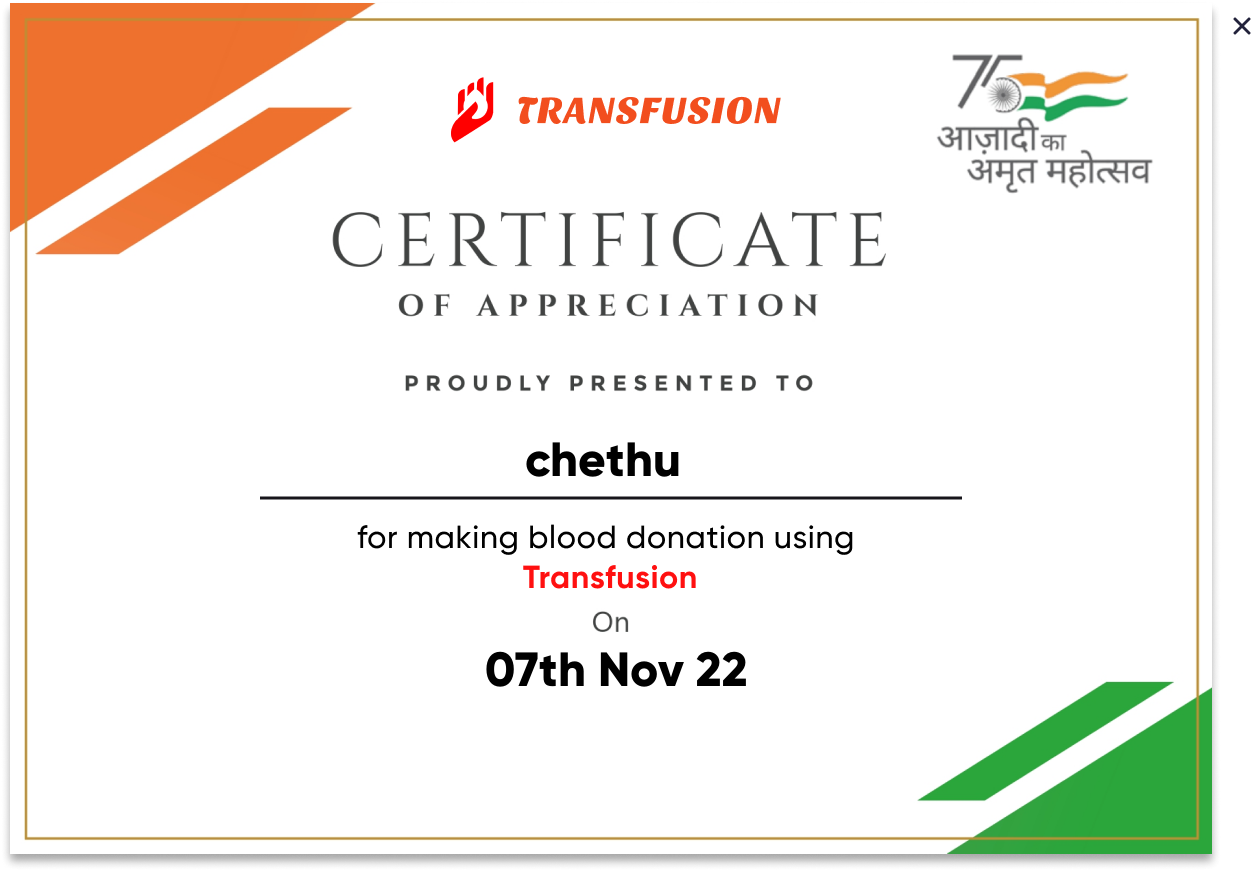 TRANSFUSION
75
आज़ादी का
अमृत महोत्सव
CERTIFICATE
OF APPRECIATION
PROUDLY PRESENTED TO
chethu
for making blood donation using
Transfusion
On
07th Nov 22